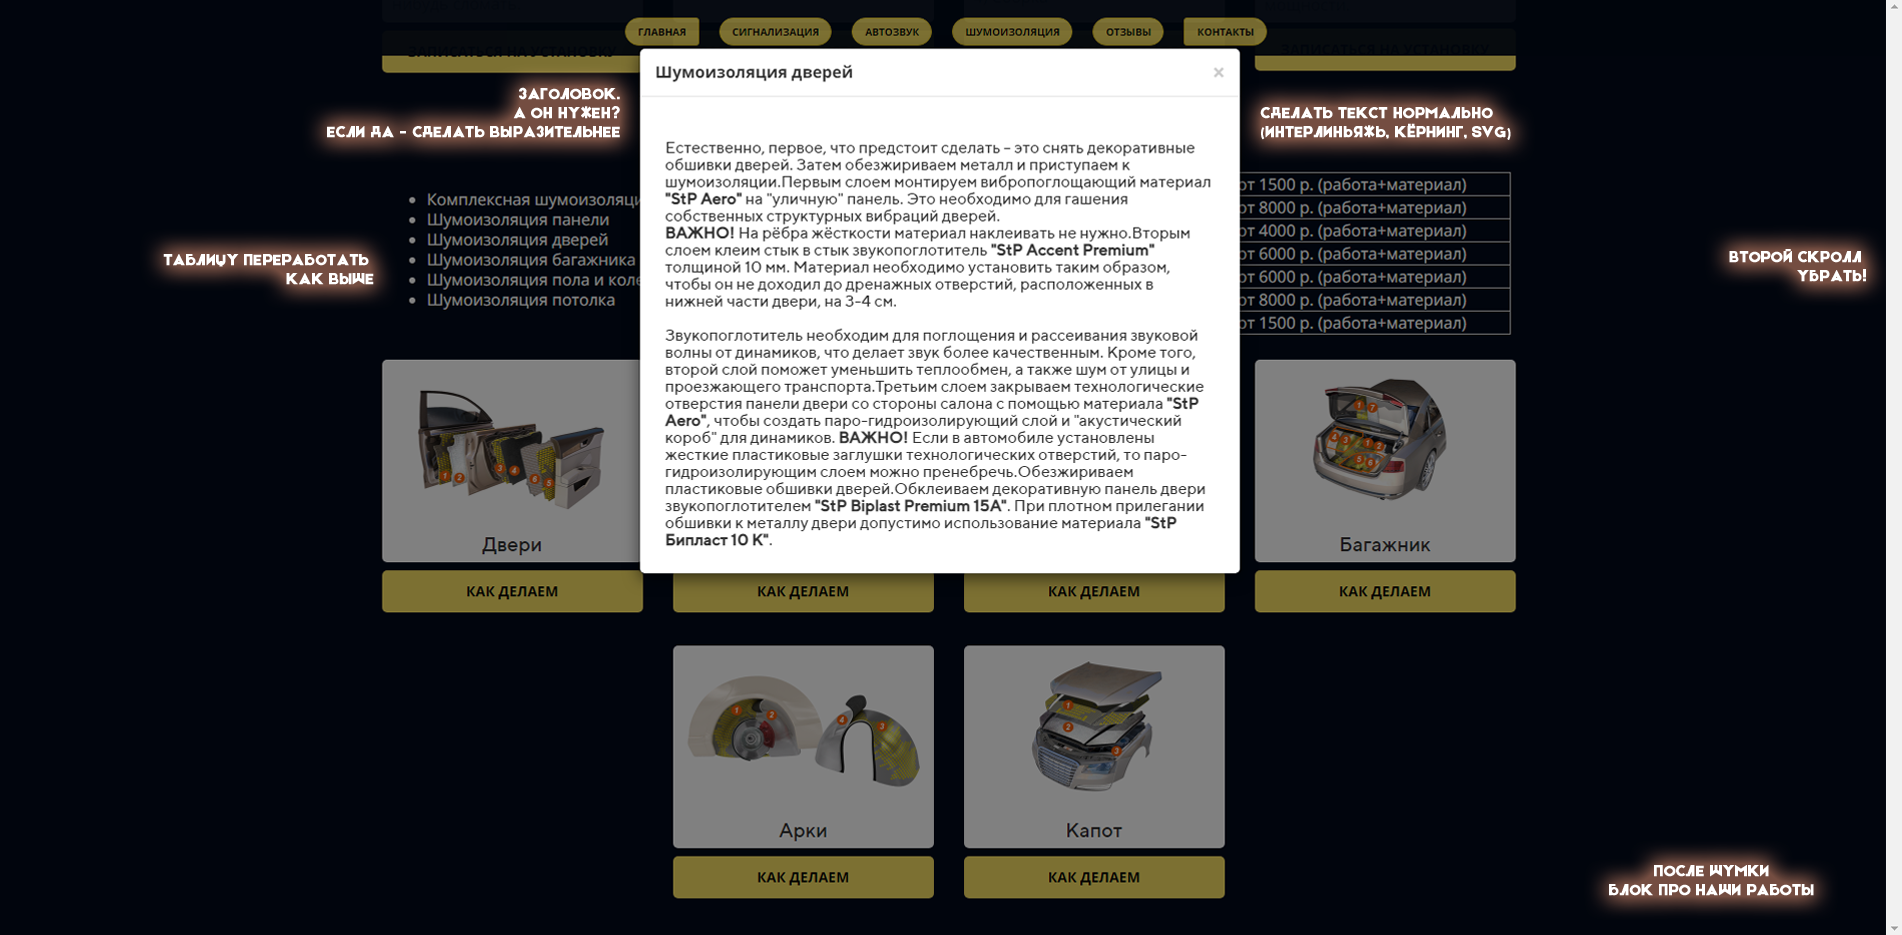 ГЛАВНАЯ
СИГНАЛИЗАЦИЯ
АВТОЗВУК
ШУМОИЗОЛЯЦИЯ
ОТЗЫВЫ
КОНТАКТЫ
ЗАПИСАТЬСЯ НА УСТАНОВКУ
ЗАПИСАТЬСЯ НА УСТАНОВКУ
Шумоизоляция дверей
×
ЗАГОЛОВОК.
А ОН НУЖЕН?
ЕСЛИ ДА - СДЕЛАТЬ ВЫРАЗИТЕЛЬНЕЕ
СДЕЛАТЬ ТЕКСТ НОРМАЛЬНО
(ИНТЕРЛИНЬЯЖЬ, КЁРНИНГ, SVG)
Естественно, первое, что предстоит сделать – это снять декоративные
обшивки дверей. Затем обезжириваем металл и приступаем к
шумоизоляции.Первым слоем монтируем вибропоглощающий материал
"StP Aero" на "уличную" панель. Это необходимо для гашения
собственных структурных вибраций дверей.
ВАЖНО! На рёбра жёсткости материал наклеивать не нужно.Вторым
слоем клеим стык в стык звукопоглотитель "StP Accent Premium"
толщиной 10 мм. Материал необходимо установить таким образом,
чтобы он не доходил до дренажных отверстий, расположенных в
нижней части двери, на 3-4 см.
Звукопоглотитель необходим для поглощения и рассеивания звуковой
волны от динамиков, что делает звук более качественным. Кроме того,
второй слой поможет уменьшить теплообмен, а также шум от улицы и
проезжающего транспорта.Третьим слоем закрываем технологические
отверстия панели двери со стороны салона с помощью материала "StP
Aero", чтобы создать паро-гидроизолирующий слой и "акустический
короб" для динамиков. ВАЖНО! Если в автомобиле установлены
жесткие пластиковые заглушки технологических отверстий, то паро-
гидроизолирующим слоем можно пренебречь.Обезжириваем
пластиковые обшивки дверей.Обклеиваем декоративную панель двери
звукопоглотителем "StP Biplast Premium 15A". При плотном прилегании
обшивки к металлу двери допустимо использование материала "StP
Бипласт 10 К".
Комплексная шумоизоляци
Шумоизоляция панели
Шумоизоляция дверей
Шумоизоляция багажника
Шумоизоляция пола и коле
Шумоизоляция потолка
ТАБЛИЦУ ПЕРЕРАБОТАТЬ
КАК ВЫШЕ
от 1500 р. (работа+материал)
от 8000 р. (работа+материал)
от 4000 р. (работа+материал)
от 6000 р. (работа+материал)
от 6000 р. (работа+материал)
от 8000 р. (работа+материал)
от 1500 р. (работа+материал)
ВТОРОЙ СКРОЛЛ
УБРАТЬ!
Двери
Багажник
КАК ДЕЛАЕМ
КАК ДЕЛАЕМ
КАК ДЕЛАЕМ
КАК ДЕЛАЕМ
Арки
Капот
КАК ДЕЛАЕМ
КАК ДЕЛАЕМ
ПОСЛЕ ШУМКИ
БЛОК ПРО НАШИ РАБОТЫ